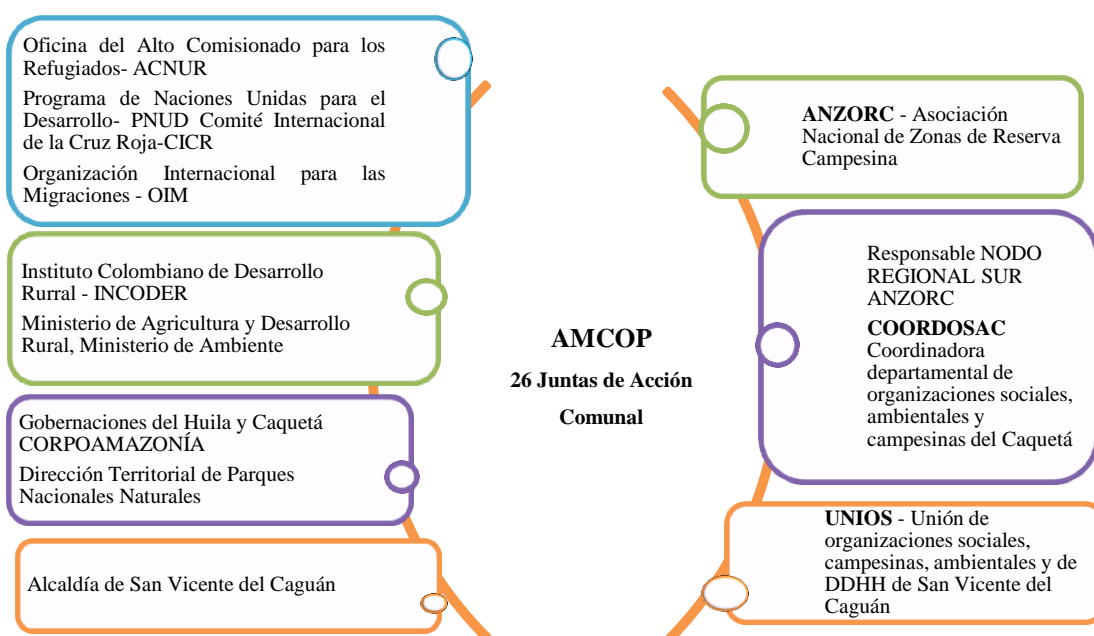 Oficina del Alto Comisionado para los
Refugiados- ACNUR
Programa de Naciones Unidas para el
Desarrollo- PNUD Comité Internacional
de la Cruz Roja-CICR
Organización Internacional para las
Migraciones - OIM
Instituto Colombiano de Desarrollo
Rurral - INCODER
Ministerio de Agricultura y Desarrollo
Rural, Ministerio de Ambiente
Gobernaciones del Huila y Caquetá
CORPOAMAZONÍA
Dirección Territorial de Parques
Nacionales Naturales
Alcaldía de San Vicente del Caguán
AMCOP
26 Juntas de Acción
Comunal
ANZORC - Asociación
Nacional de Zonas de Reserva
Campesina
Responsable NODO
REGIONAL SUR
ANZORC
COORDOSAC
Coordinadora
departamental de
organizaciones sociales,
ambientales y
campesinas del Caquetá
UNIOS - Unión de
organizaciones sociales,
campesinas, ambientales y de
DDHH de San Vicente del
Caguán